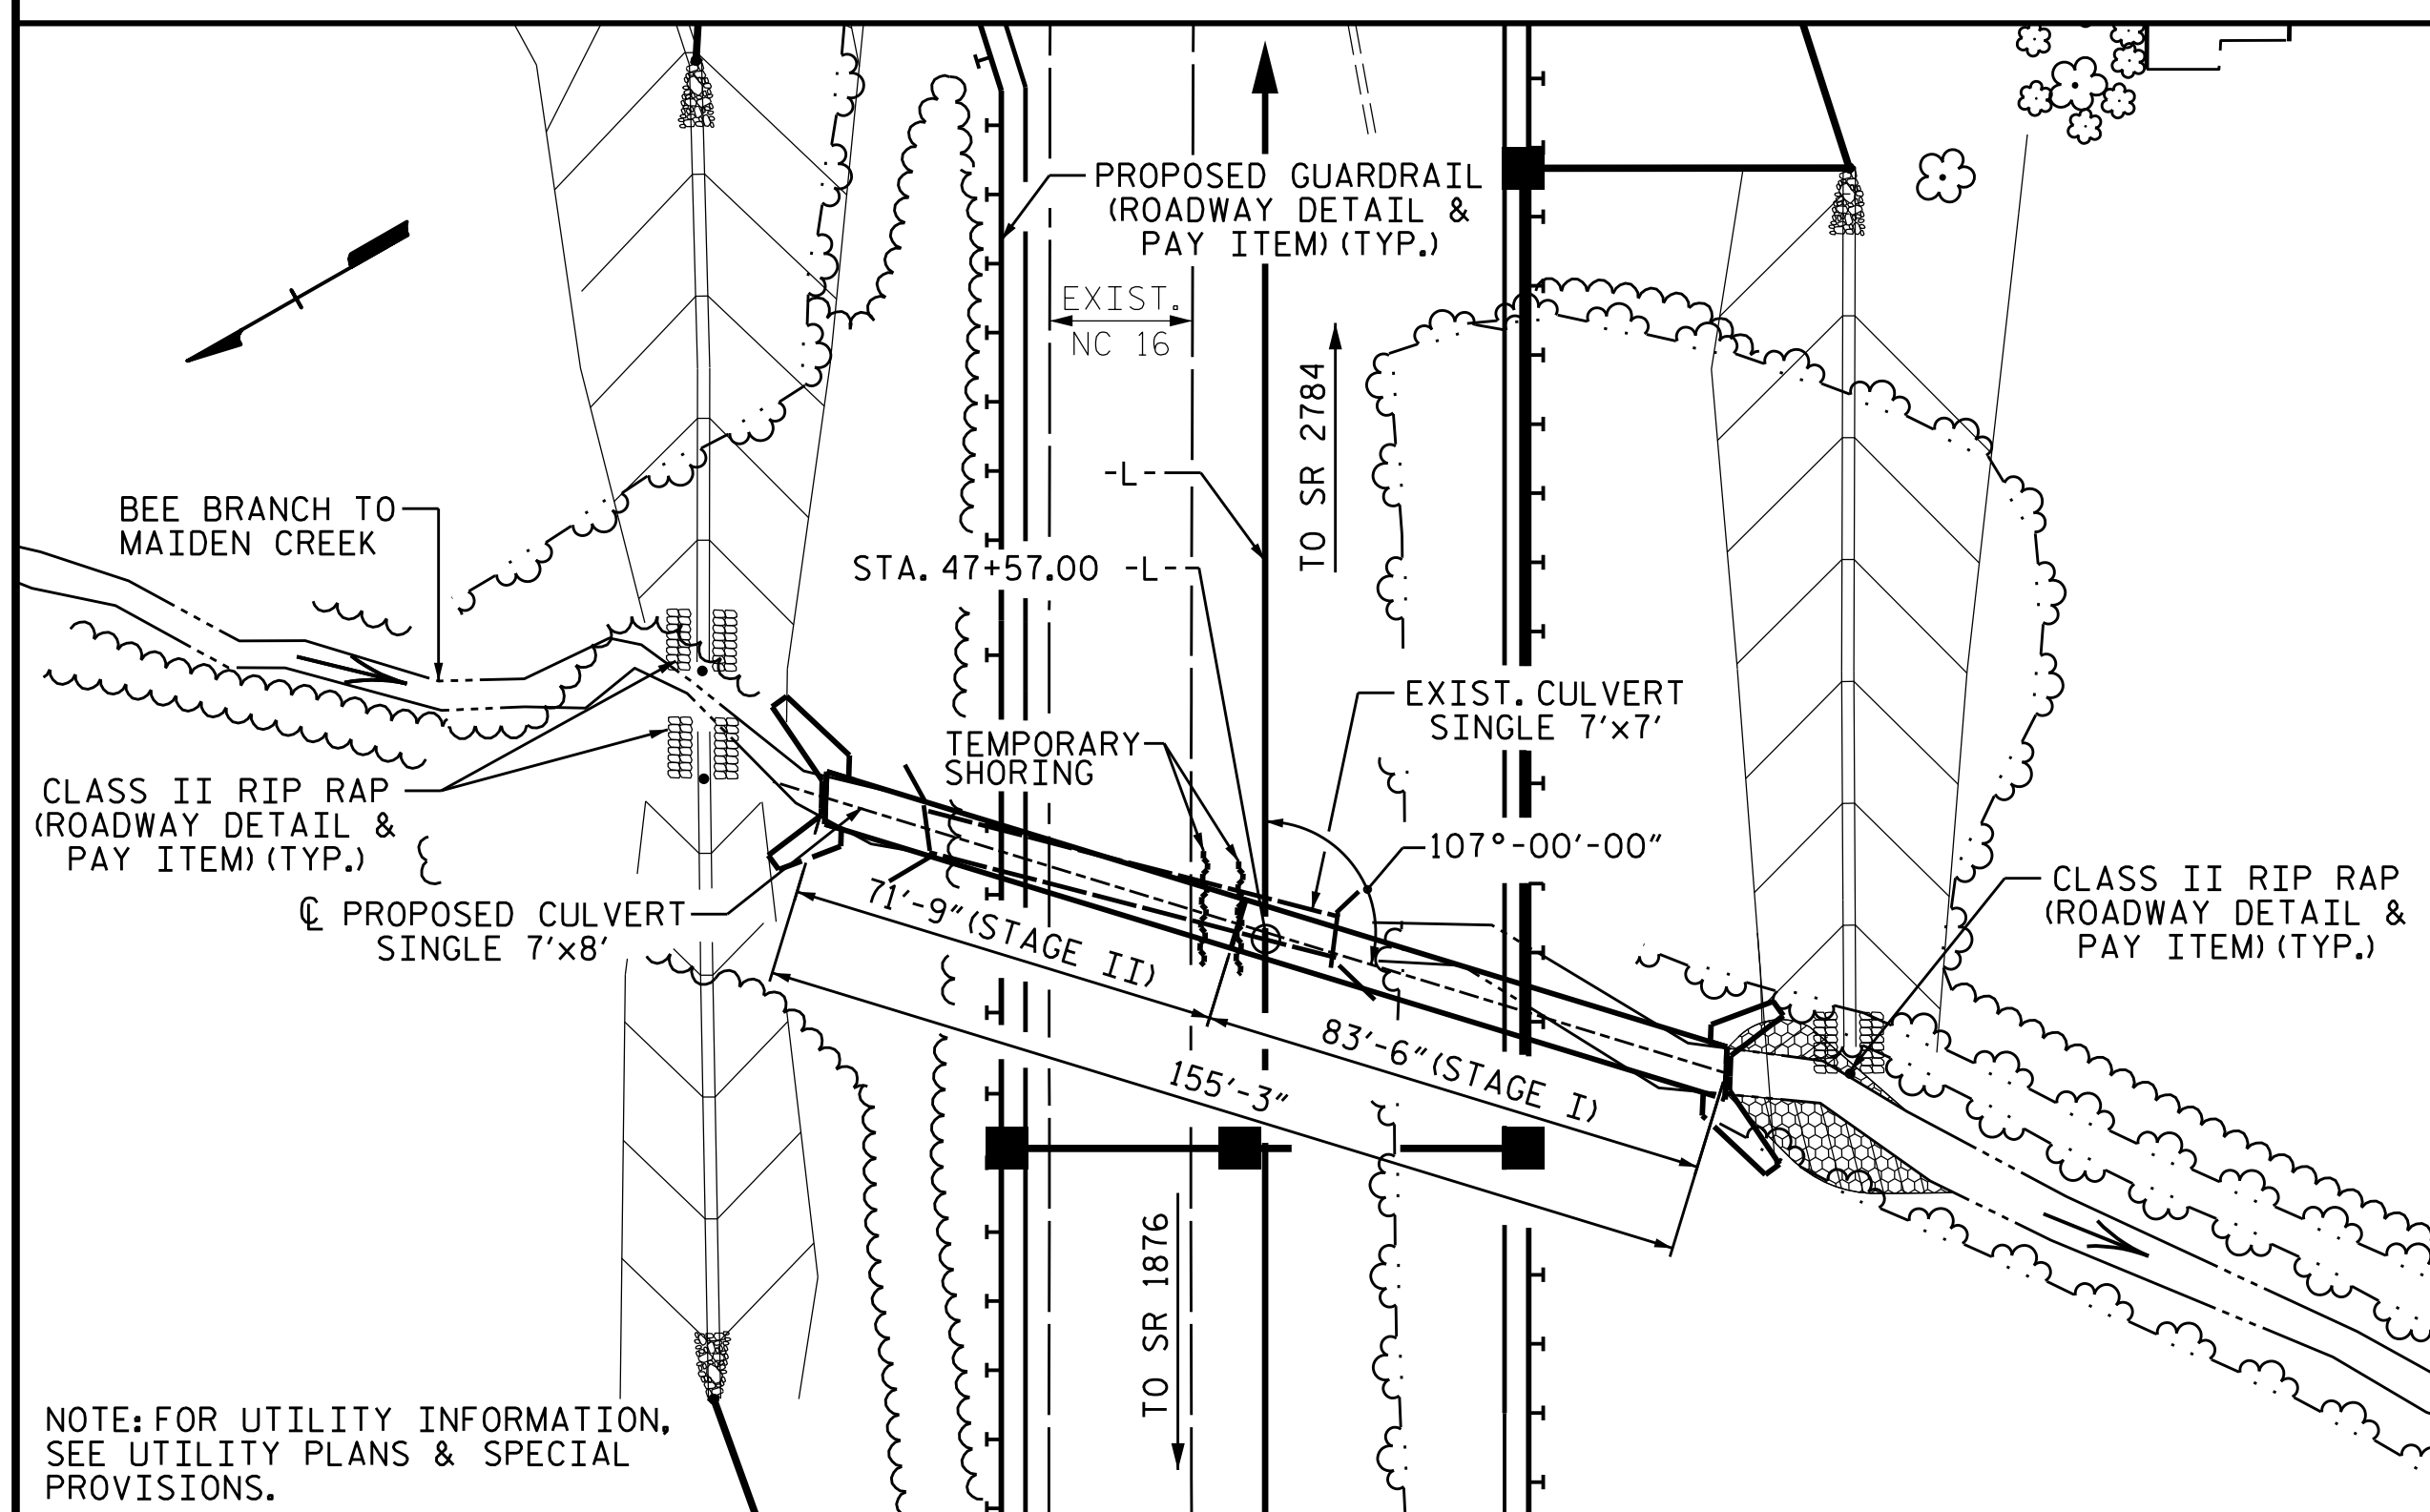 PROPOSED GUARDRAIL
(ROADWAY DETAIL &
PAY ITEM) (TYP.)
EXIST.
NC 16
TO SR 2784
-L-
BEE BRANCH TO
MAIDEN CREEK
STA. 47+57.00 -L-
EXIST. CULVERT
SINGLE 7'x7'
TEMPORARY
SHORING
CLASS II RIP RAP
(ROADWAY DETAIL &
PAY ITEM) (TYP.)
107°-00'-00"
CLASS II RIP RAP
(ROADWAY DETAIL &
PAY ITEM) (TYP.)
℄ PROPOSED CULVERT
SINGLE 7'x8'
71'-9" (STAGE II)
83'-6" (STAGE I)
155'-3"
TO SR 1876
NOTE: FOR UTILITY INFORMATION,
SEE UTILITY PLANS & SPECIAL
PROVISIONS.